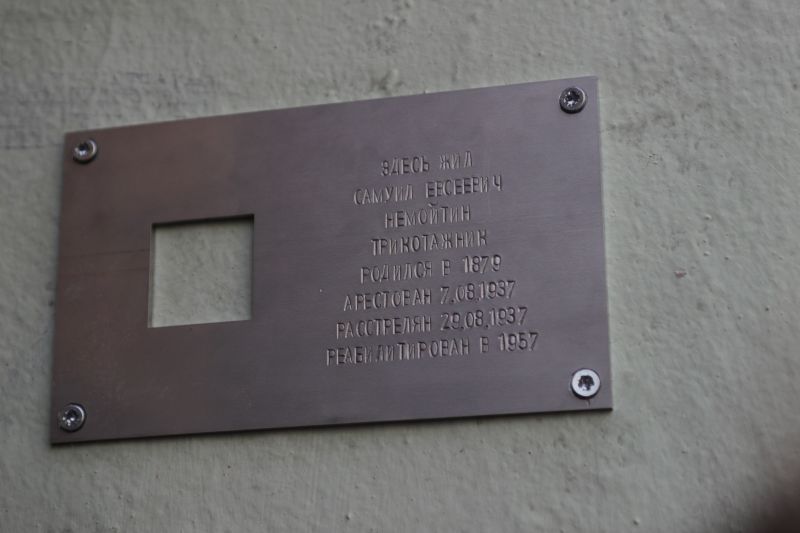 ЗДЕСЬ ЖИЛ
САМУИЛ ЕВСЕЕВИЧ
НЕМОЙТИН
ТРИКОТАЖНИК
РОДИЛСЯ В 1879
АРЕСТОВАН 7.08.1937
РАССТРЕЛЯН 29.08.1937
РЕАБИЛИТИРОВАН В 1957